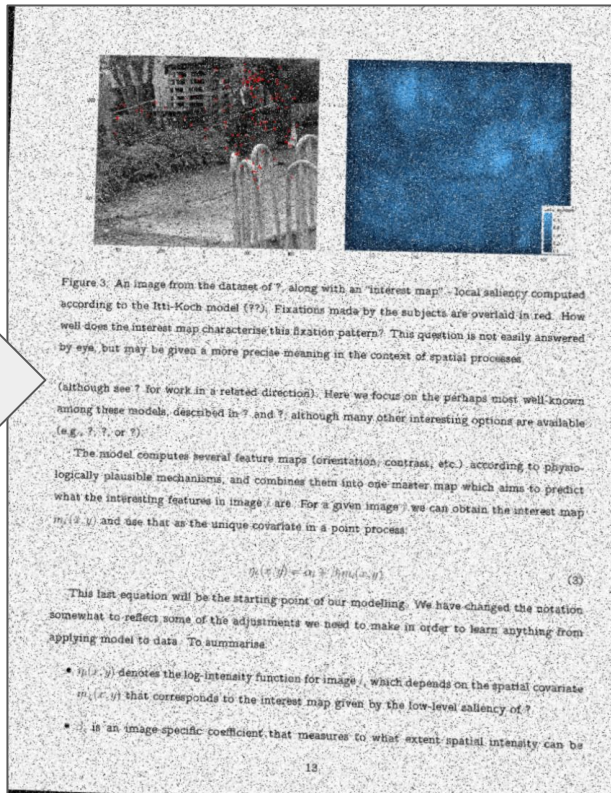 Figure 3: An image from the dataset of ?, along with an "interest map" - local saliency computed
according to the Itti-Koch model (??). Fixations made by the subjects are overlaid in red. How
well does the interest map characterise this fixation pattern? This question is not easily answered
by eye, but may be given a more precise meaning in the context of spatial processes.
(although see ? for work in a related direction). Here we focus on the perhaps most well-known
among these models, described in ? and ?, although many other interesting options are available
(e.g., ?, ?, or ?).
The model computes several feature maps (orientation, contrast, etc.) according to physio-
logically plausible mechanisms, and combines them into one master map which aims to predict
what the interesting features in image i are. For a given image i we can obtain the interest map
m_i(x, y) and use that as the unique covariate in a point process:
η_i(x, y) = α_i + β_i m_i(x, y) (3)
This last equation will be the starting point of our modelling. We have changed the notation
somewhat to reflect some of the adjustments we need to make in order to learn anything from
applying model to data. To summarise:
• η_i(x, y) denotes the log-intensity function for image i, which depends on the spatial covariate
m_i(x, y) that corresponds to the interest map given by the low-level saliency of ?.
• β_i is an image-specific coefficient that measures to what extent spatial intensity can be
13